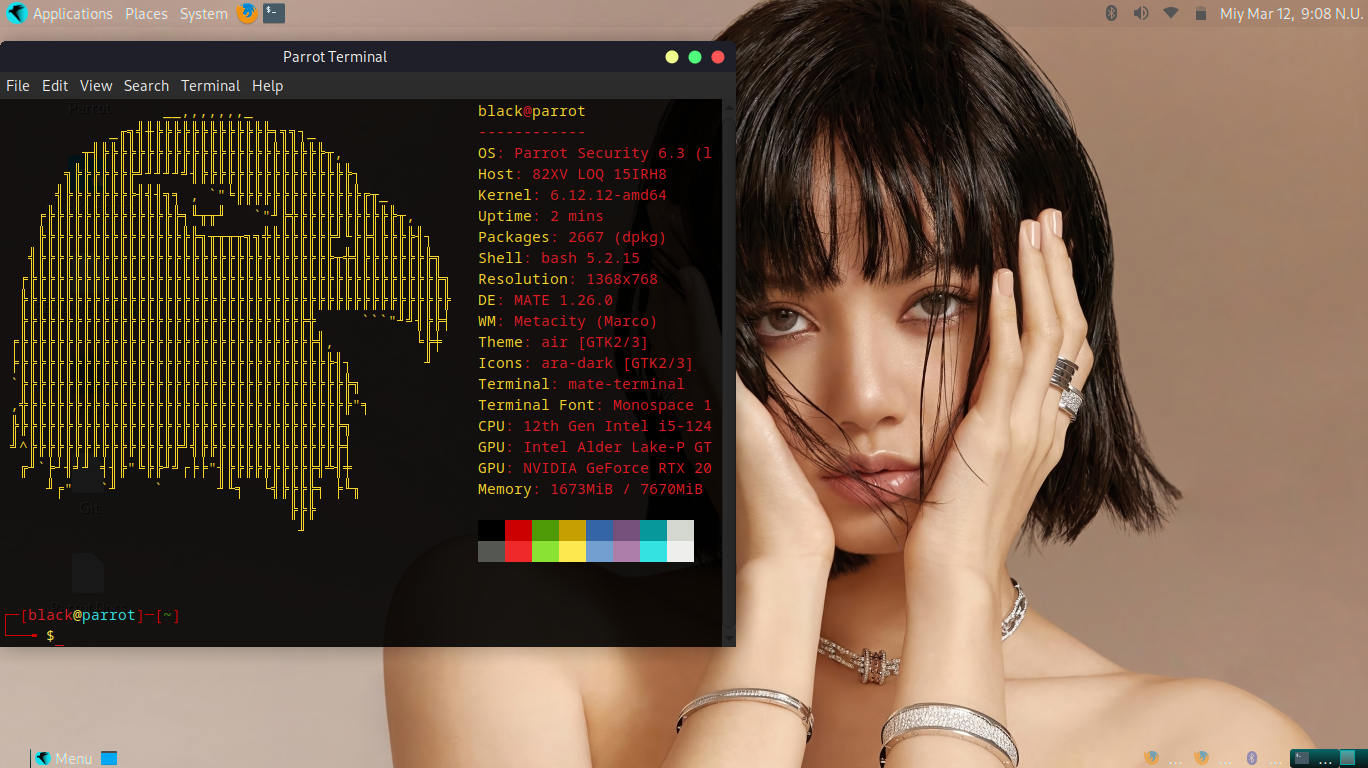 Applications Places System
Miy Mar 12, 9:08 N.U.
Parrot Terminal
File Edit View Search Terminal Help
black@parrot
------------
OS: Parrot Security 6.3 (l
Host: 82XV LOQ 15IRH8
Kernel: 6.12.12-amd64
Uptime: 2 mins
Packages: 2667 (dpkg)
Shell: bash 5.2.15
Resolution: 1368x768
DE: MATE 1.26.0
WM: Metacity (Marco)
Theme: air [GTK2/3]
Icons: ara-dark [GTK2/3]
Terminal: mate-terminal
Terminal Font: Monospace 1
CPU: 12th Gen Intel i5-124
GPU: Intel Alder Lake-P GT
GPU: NVIDIA GeForce RTX 20
Memory: 1673MiB / 7670MiB
Parrot
Git
┌─[black@parrot]─[~]
└──╼ $_
Menu
... ... ... ...